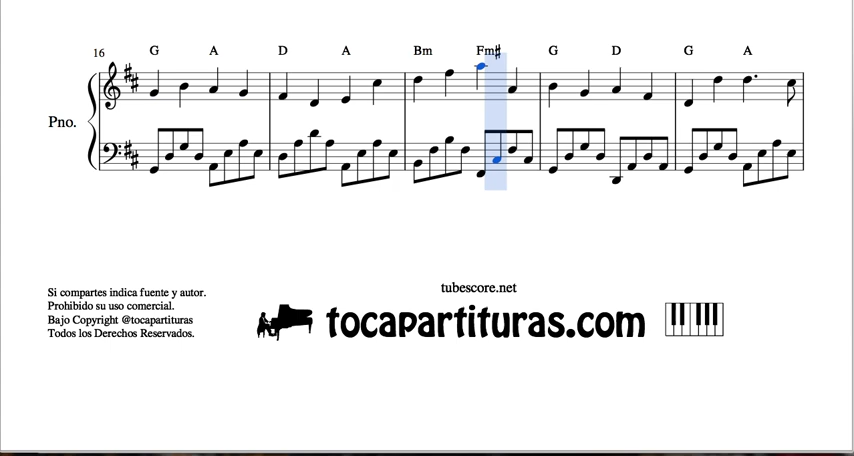 16 G A D A Bm Fm# G D G A
Pno.
Si compartes indica fuente y autor.
Prohibido su uso comercial.
Bajo Copyright @tocapartituras
Todos los Derechos Reservados.
tubescore.net
tocapartituras.com